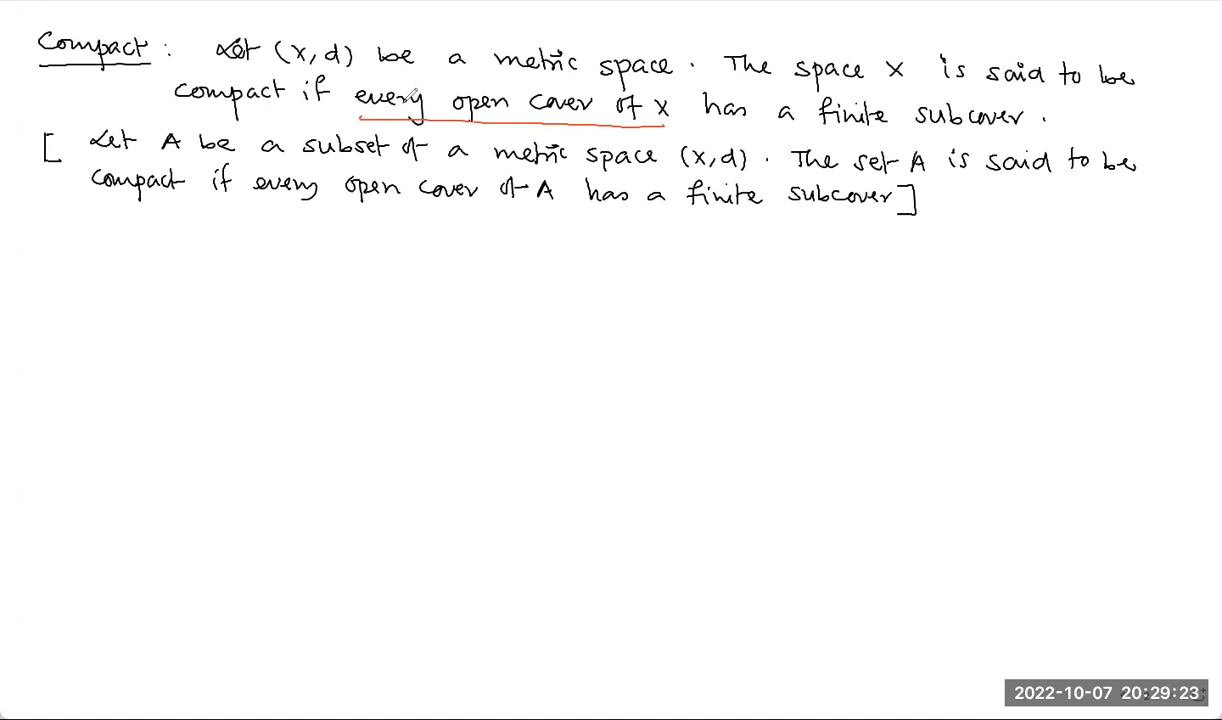 Compact : Let (X, d) be a metric space . The space X is said to be
compact if every open cover of X has a finite subcover .
[ Let A be a subset of a metric space (X, d) . The set A is said to be
compact if every open cover of A has a finite subcover ]
2022-10-07 20:29:23